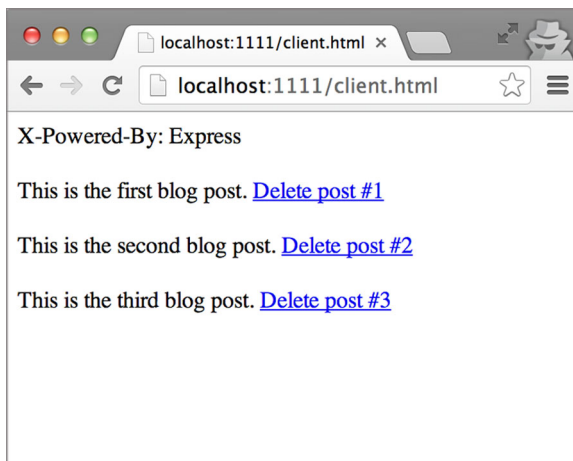 localhost:1111/client.html ×
localhost:1111/client.html
X-Powered-By: Express
This is the first blog post. Delete post #1
This is the second blog post. Delete post #2
This is the third blog post. Delete post #3